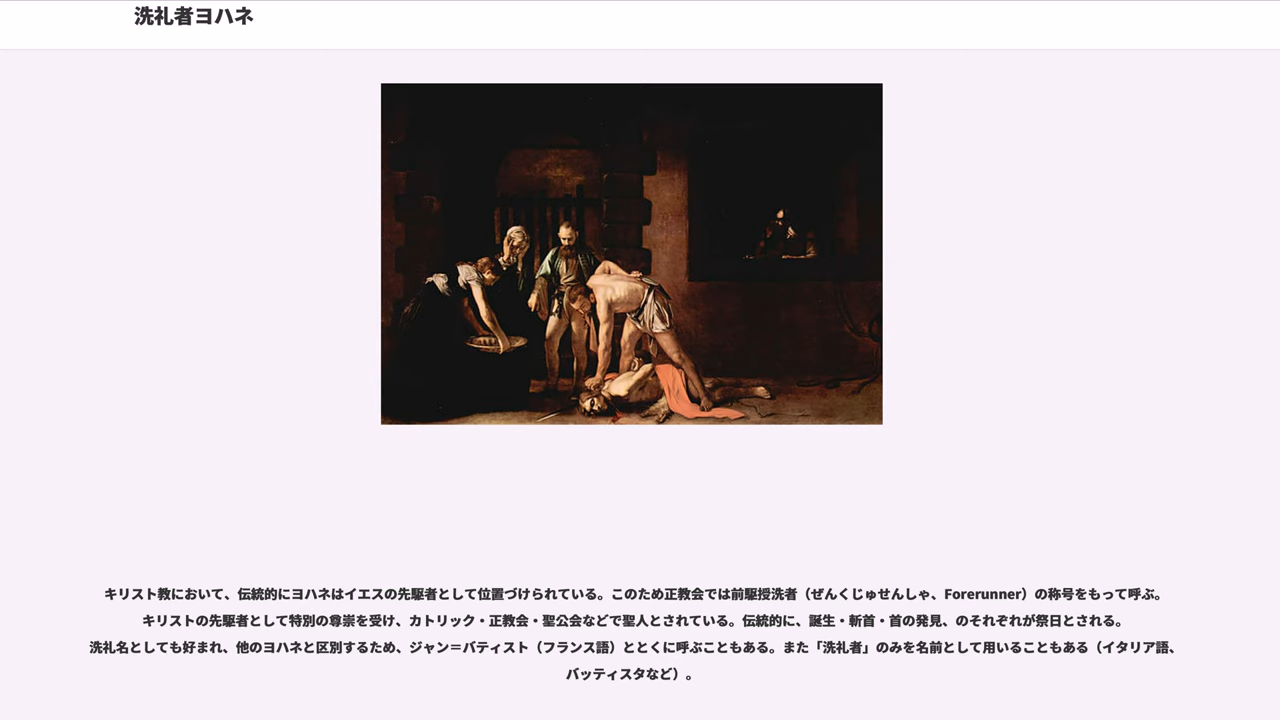 洗礼者ヨハネ
キリスト教において、伝統的にヨハネはイエスの先駆者として位置づけられている。このため正教会では前駆授洗者（ぜんくじゅせんしゃ、Forerunner）の称号をもって呼ぶ。
キリストの先駆者として特別の尊崇を受け、カトリック・正教会・聖公会などで聖人とされている。伝統的に、誕生・斬首・首の発見、のそれぞれが祭日とされる。
洗礼名としても好まれ、他のヨハネと区別するため、ジャン＝バティスト（フランス語）ととくに呼ぶこともある。また「洗礼者」のみを名前として用いることもある（イタリア語、
バッティスタなど）。